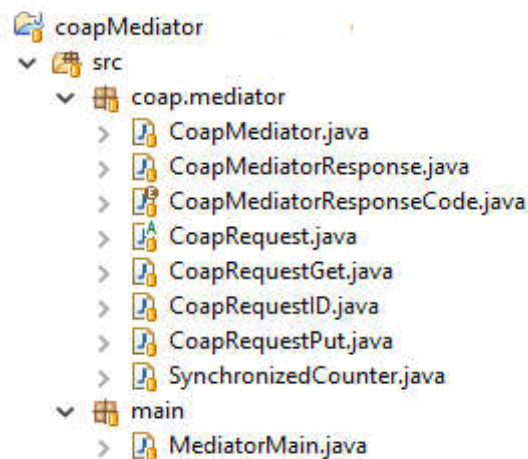 coapMediator
src
coap.mediator
CoapMediator.java
CoapMediatorResponse.java
CoapMediatorResponseCode.java
CoapRequest.java
CoapRequestGet.java
CoapRequestID.java
CoapRequestPut.java
SynchronizedCounter.java
main
MediatorMain.java